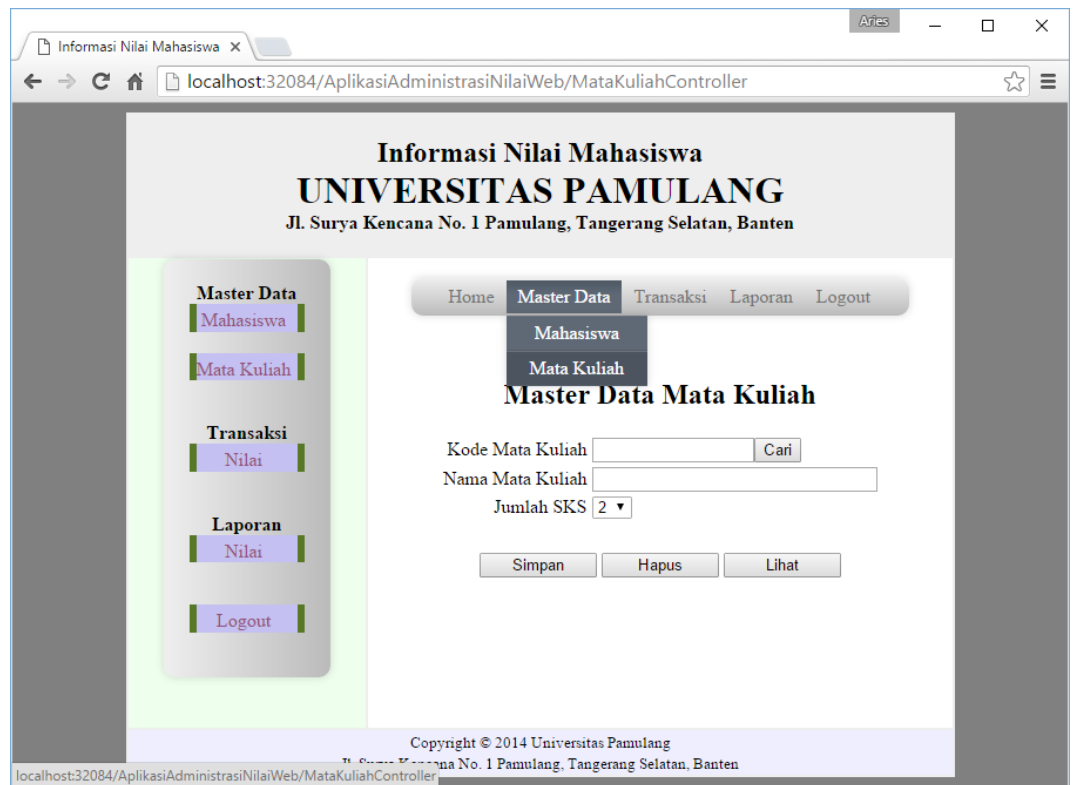 Aries
Informasi Nilai Mahasiswa
localhost:32084/AplikasiAdministrasiNilaiWeb/MataKuliahController
Informasi Nilai Mahasiswa
UNIVERSITAS PAMULANG
Jl. Surya Kencana No. 1 Pamulang, Tangerang Selatan, Banten
Master Data
Mahasiswa
Mata Kuliah
Transaksi
Nilai
Laporan
Nilai
Logout
Home Master Data Transaksi Laporan Logout
Mahasiswa
Mata Kuliah
Master Data Mata Kuliah
Kode Mata Kuliah Cari
Nama Mata Kuliah
Jumlah SKS 2
Simpan Hapus Lihat
Copyright © 2014 Universitas Pamulang
No. 1 Pamulang, Tangerang Selatan, Banten
localhost:32084/AplikasiAdministrasiNilaiWeb/MataKuliahController